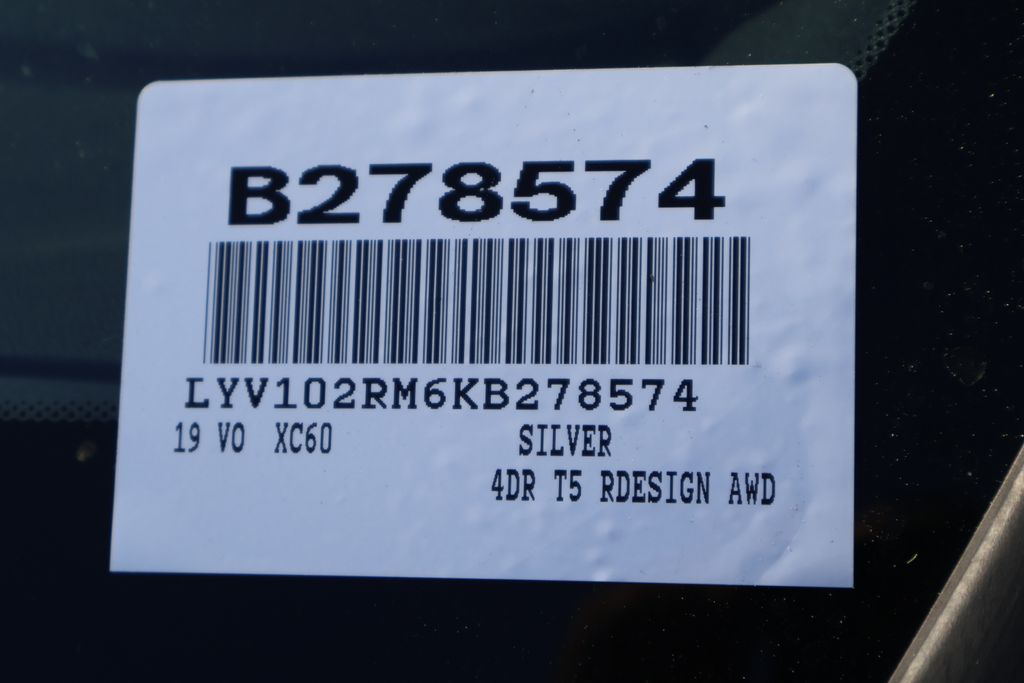 B278574
LYV102RM6KB278574
19 VO XC60 SILVER
4DR T5 RDESIGN AWD